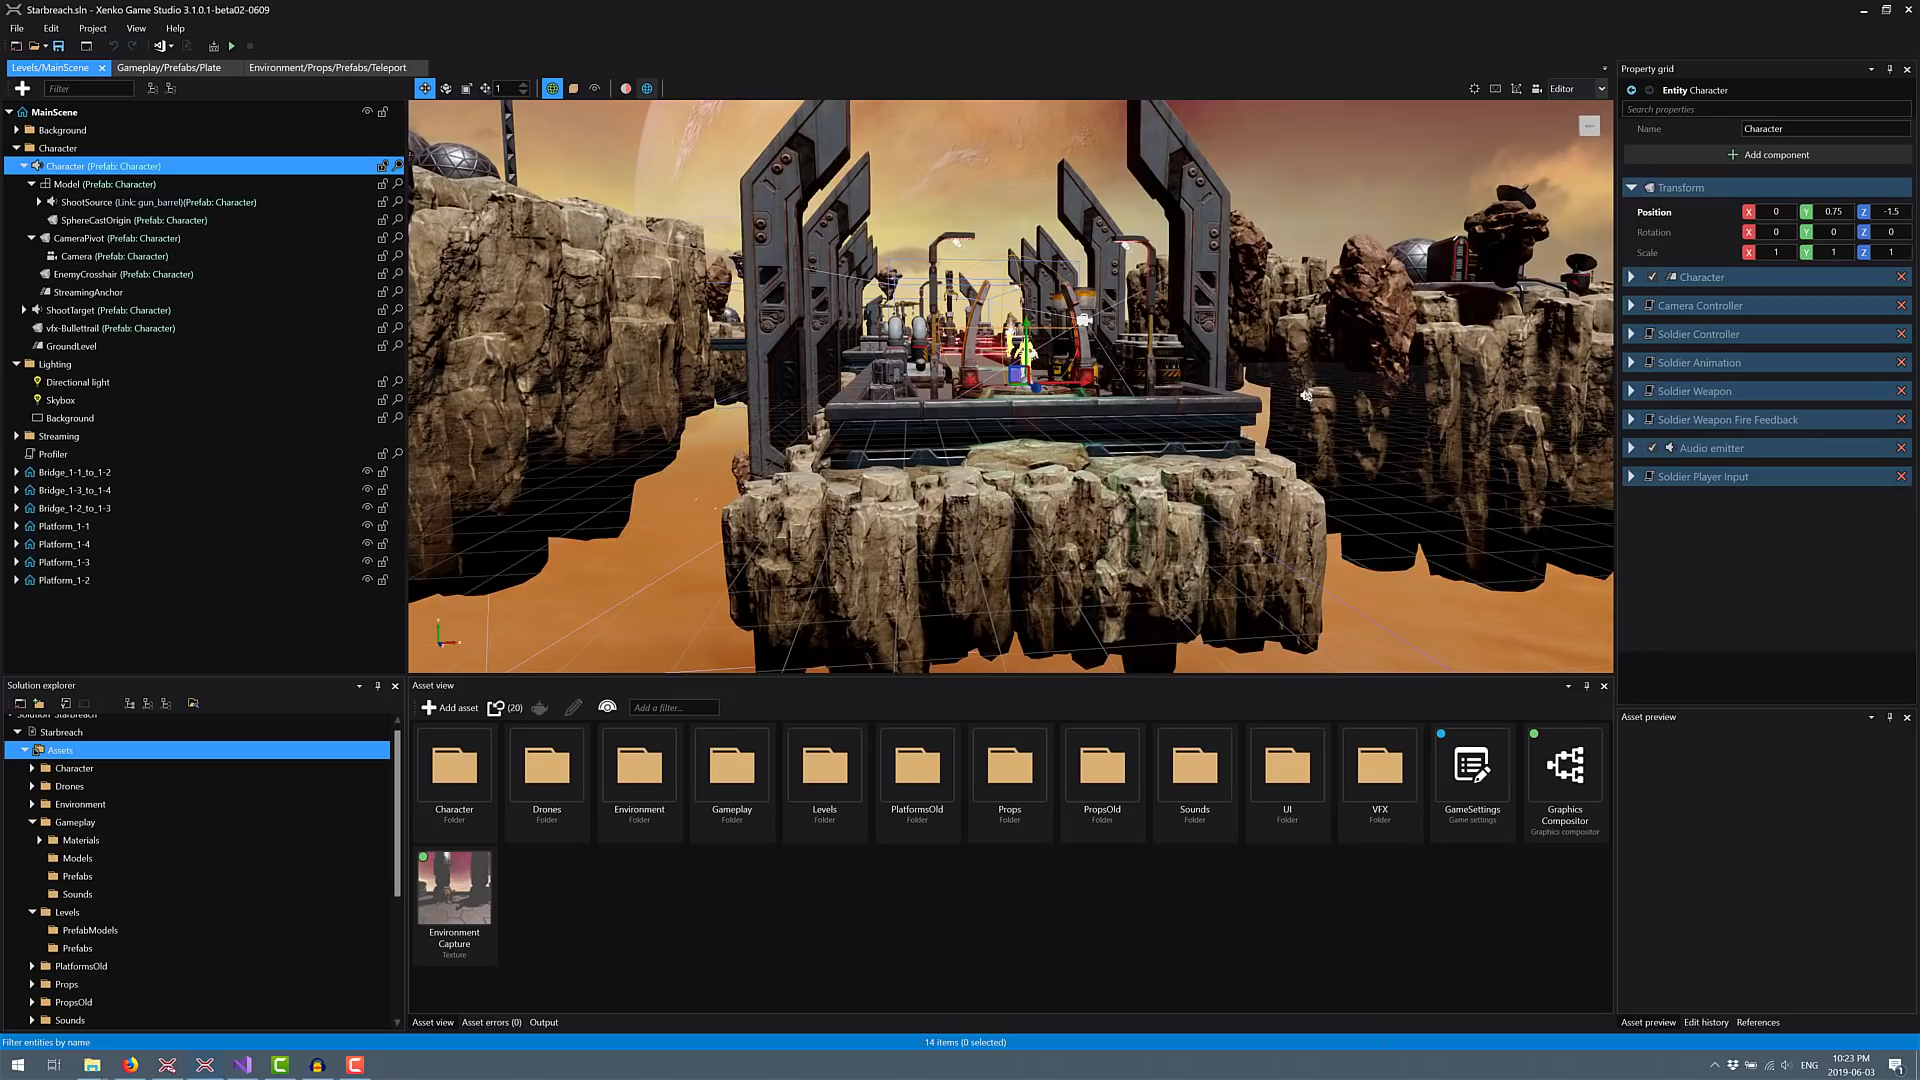 Starbreach.sln - Xenko Game Studio 3.1.0.1-beta02-0609
File Edit Project View Help
Levels/MainScene Gameplay/Prefabs/Plate Environment/Props/Prefabs/Teleport
Filter
1
Editor
MainScene
Background
Character
Character (Prefab: Character)
Model (Prefab: Character)
ShootSource (Link: gun_barrel)(Prefab: Character)
SphereCastOrigin (Prefab: Character)
CameraPivot (Prefab: Character)
Camera (Prefab: Character)
EnemyCrosshair (Prefab: Character)
StreamingAnchor
ShootTarget (Prefab: Character)
vfx-Bullettrail (Prefab: Character)
GroundLevel
Lighting
Directional light
Skybox
Background
Streaming
Profiler
Bridge_1-1_to_1-2
Bridge_1-3_to_1-4
Bridge_1-2_to_1-3
Platform_1-1
Platform_1-4
Platform_1-3
Platform_1-2
Property grid
Entity Character
Search properties
Name Character
Add component
Transform
Position X 0 Y 0.75 Z -1.5
Rotation X 0 Y 0 Z 0
Scale X 1 Y 1 Z 1
Character
Camera Controller
Soldier Controller
Soldier Animation
Soldier Weapon
Soldier Weapon Fire Feedback
Audio emitter
Soldier Player Input
Solution explorer
Solution Starbreach
Starbreach
Assets
Character
Drones
Environment
Gameplay
Materials
Models
Prefabs
Sounds
Levels
PrefabModels
Prefabs
PlatformsOld
Props
PropsOld
Sounds
Asset view
Add asset (20) Add a filter...
Character Drones Environment Gameplay Levels PlatformsOld Props PropsOld Sounds UI VFX GameSettings Graphics Compositor
Folder Folder Folder Folder Folder Folder Folder Folder Folder Folder Folder Game settings Graphics compositor
Environment
Capture
Texture
Asset view Asset errors (0) Output
Asset preview
Asset preview Edit history References
Filter entities by name
14 items (0 selected)
ENG
10:23 PM
2019-06-03
1